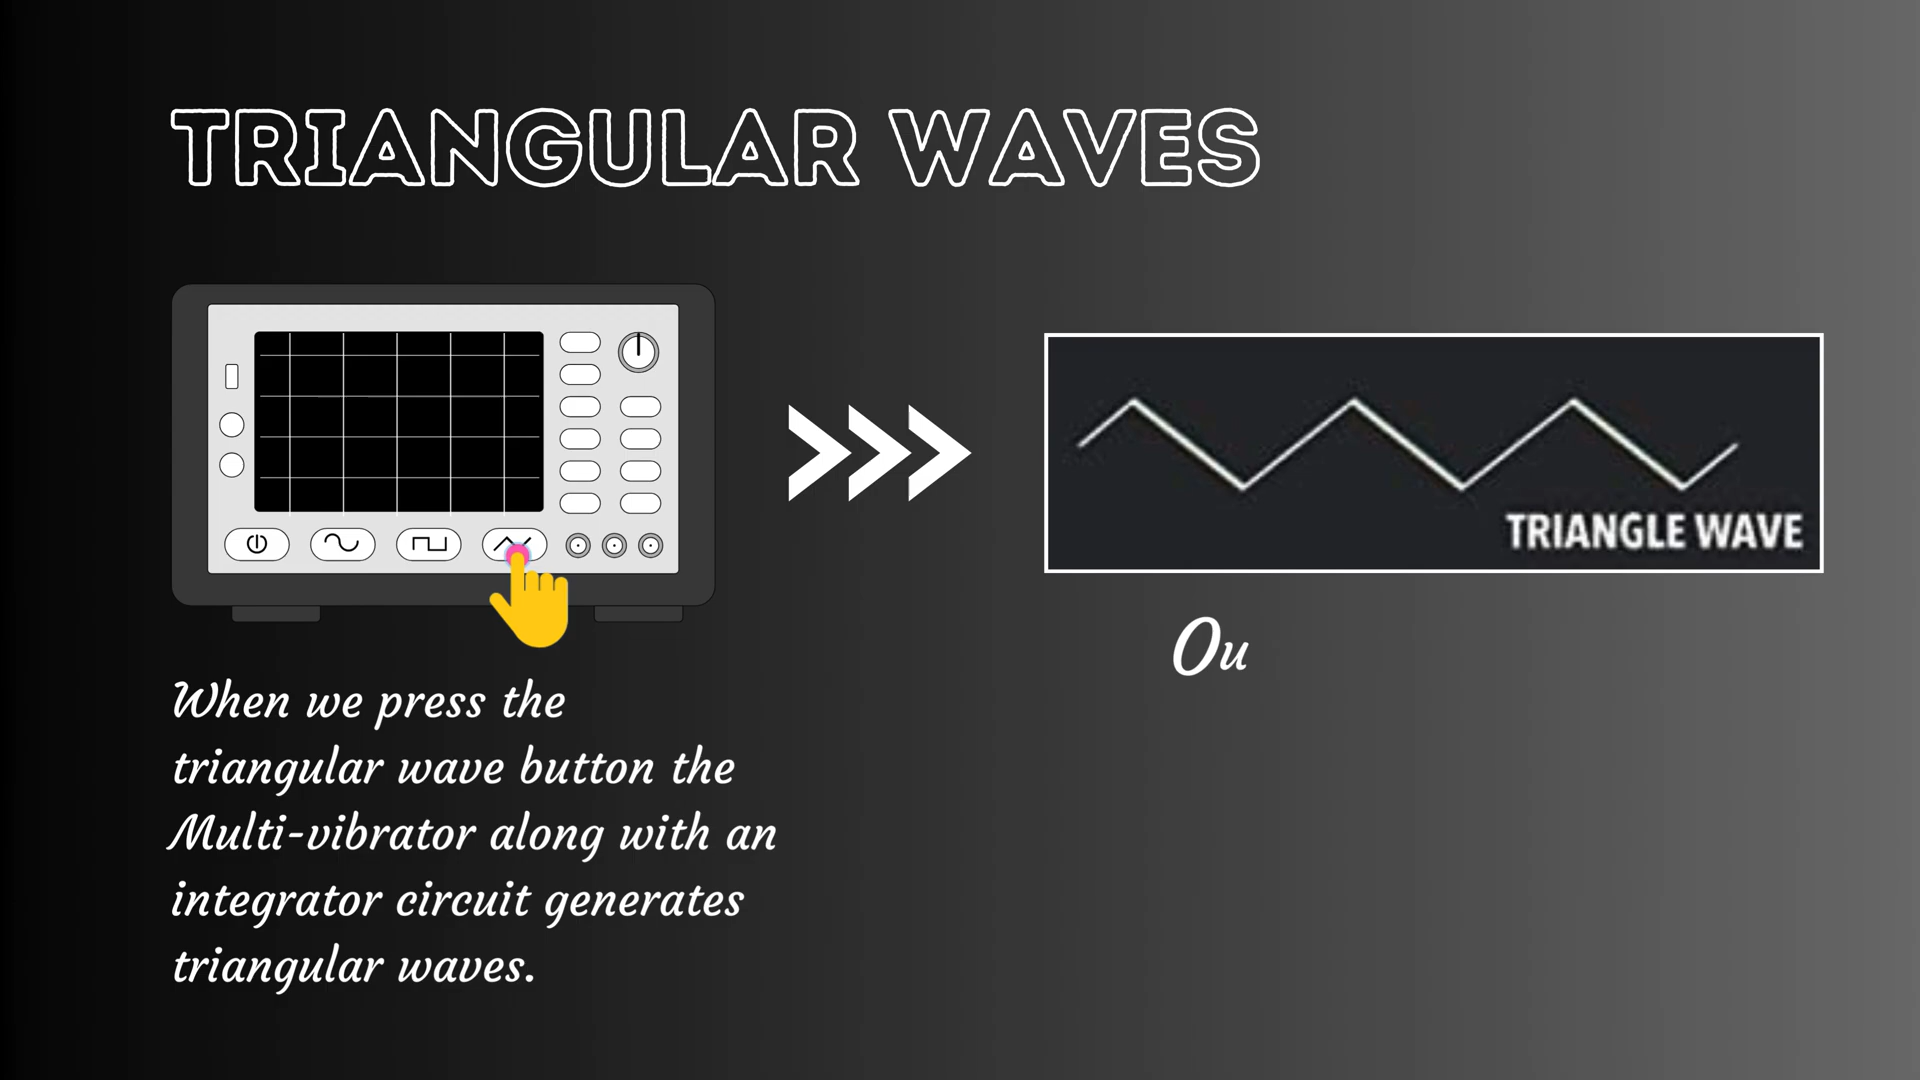 TRIANGULAR WAVES
TRIANGLE WAVE
Ou
When we press the
triangular wave button the
Multi-vibrator along with an
integrator circuit generates
triangular waves.